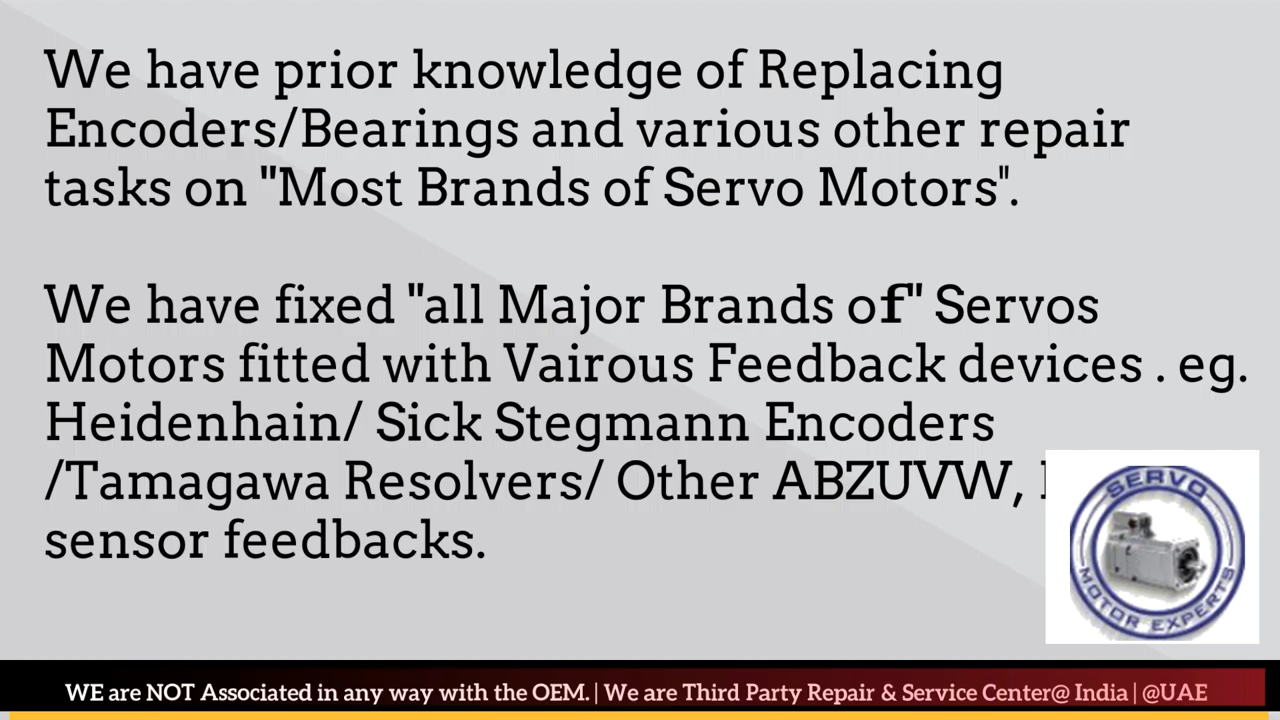 We have prior knowledge of Replacing
Encoders/Bearings and various other repair
tasks on "Most Brands of Servo Motors".
We have fixed "all Major Brands of" Servos
Motors fitted with Vairous Feedback devices . eg.
Heidenhain/ Sick Stegmann Encoders
/Tamagawa Resolvers/ Other ABZUVW,
sensor feedbacks.
SERVO
MOTOR EXPERTS
WE are NOT Associated in any way with the OEM. | We are Third Party Repair & Service Center@ India | @UAE